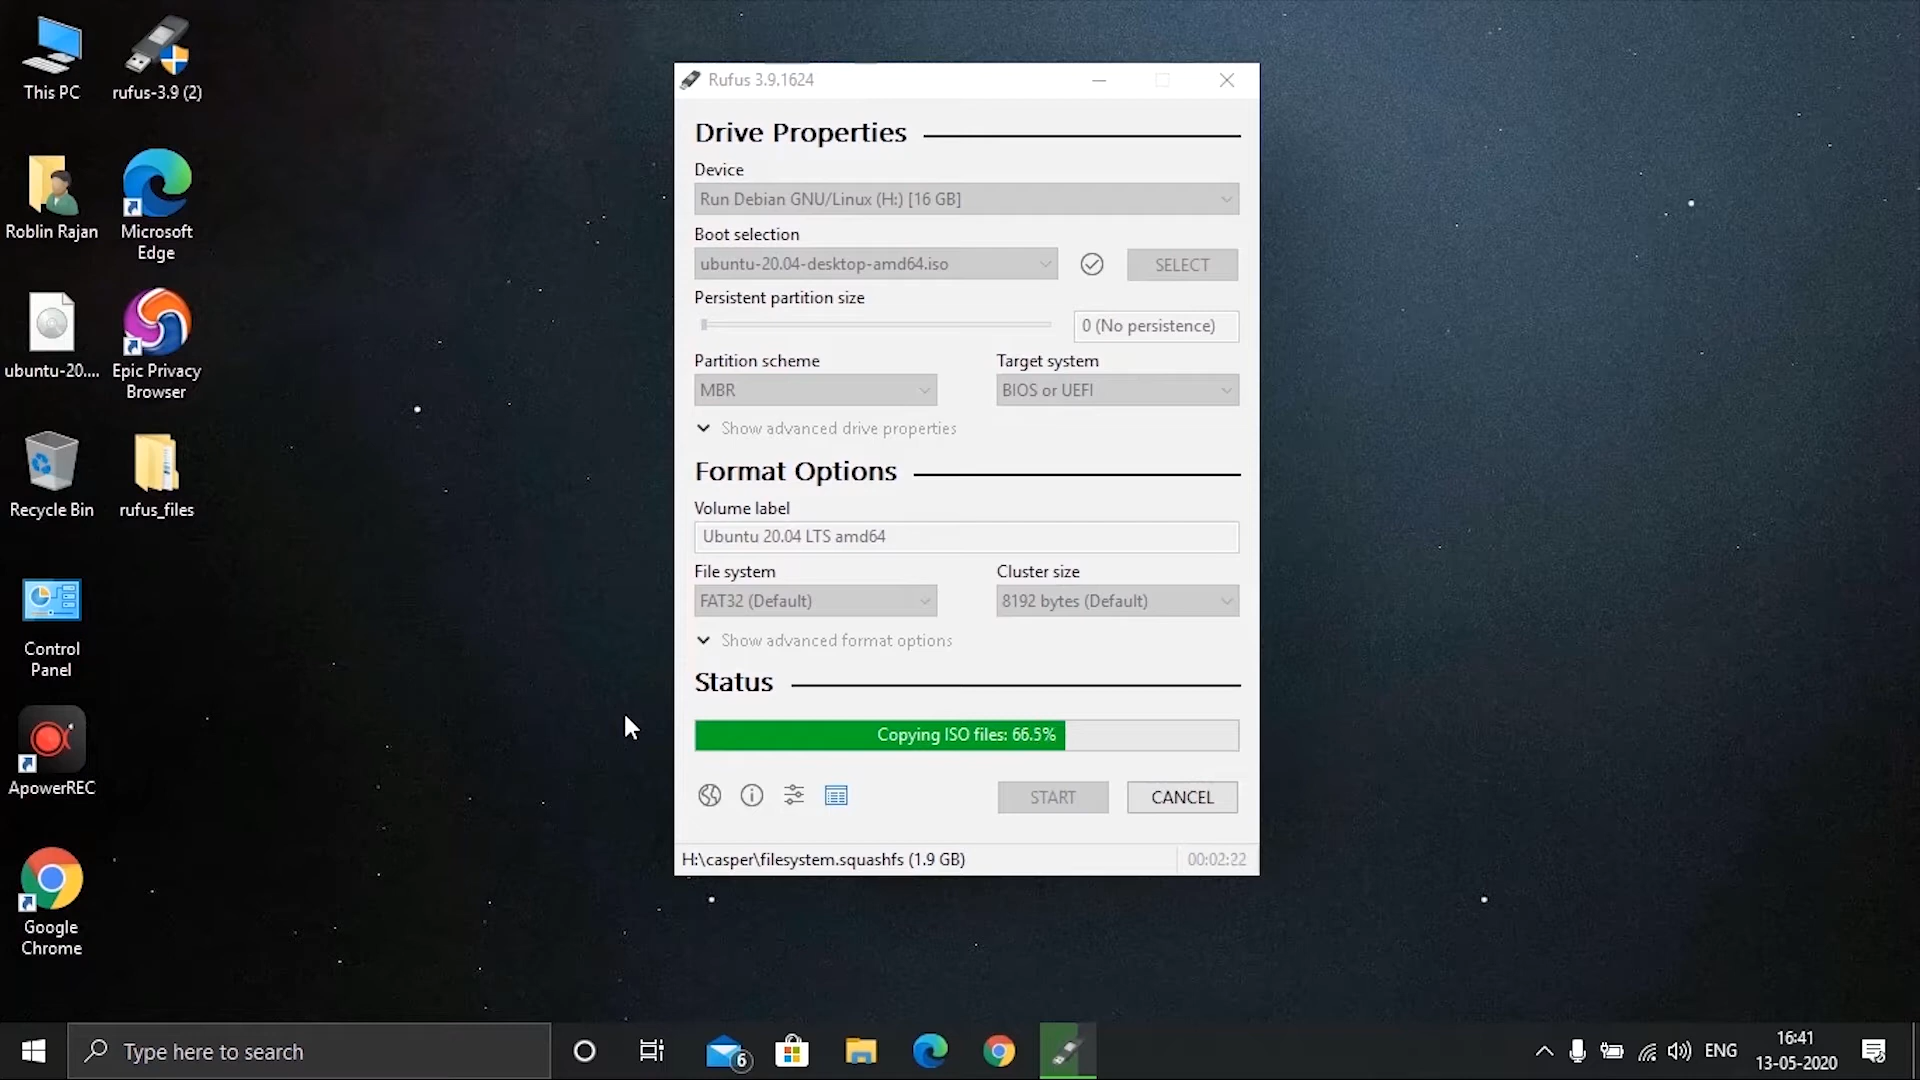 This PC
rufus-3.9 (2)
Roblin Rajan
Microsoft
Edge
ubuntu-20....
Epic Privacy
Browser
Recycle Bin
rufus_files
Control
Panel
ApowerREC
Google
Chrome
Rufus 3.9.1624
Drive Properties
Device
Run Debian GNU/Linux (H:) [16 GB]
Boot selection
ubuntu-20.04-desktop-amd64.iso
SELECT
Persistent partition size
0 (No persistence)
Partition scheme
Target system
MBR
BIOS or UEFI
Show advanced drive properties
Format Options
Volume label
Ubuntu 20.04 LTS amd64
File system
Cluster size
FAT32 (Default)
8192 bytes (Default)
Show advanced format options
Status
Copying ISO files: 66.5%
START
CANCEL
H:\casper\filesystem.squashfs (1.9 GB)
00:02:22
Type here to search
6
ENG
16:41
13-05-2020